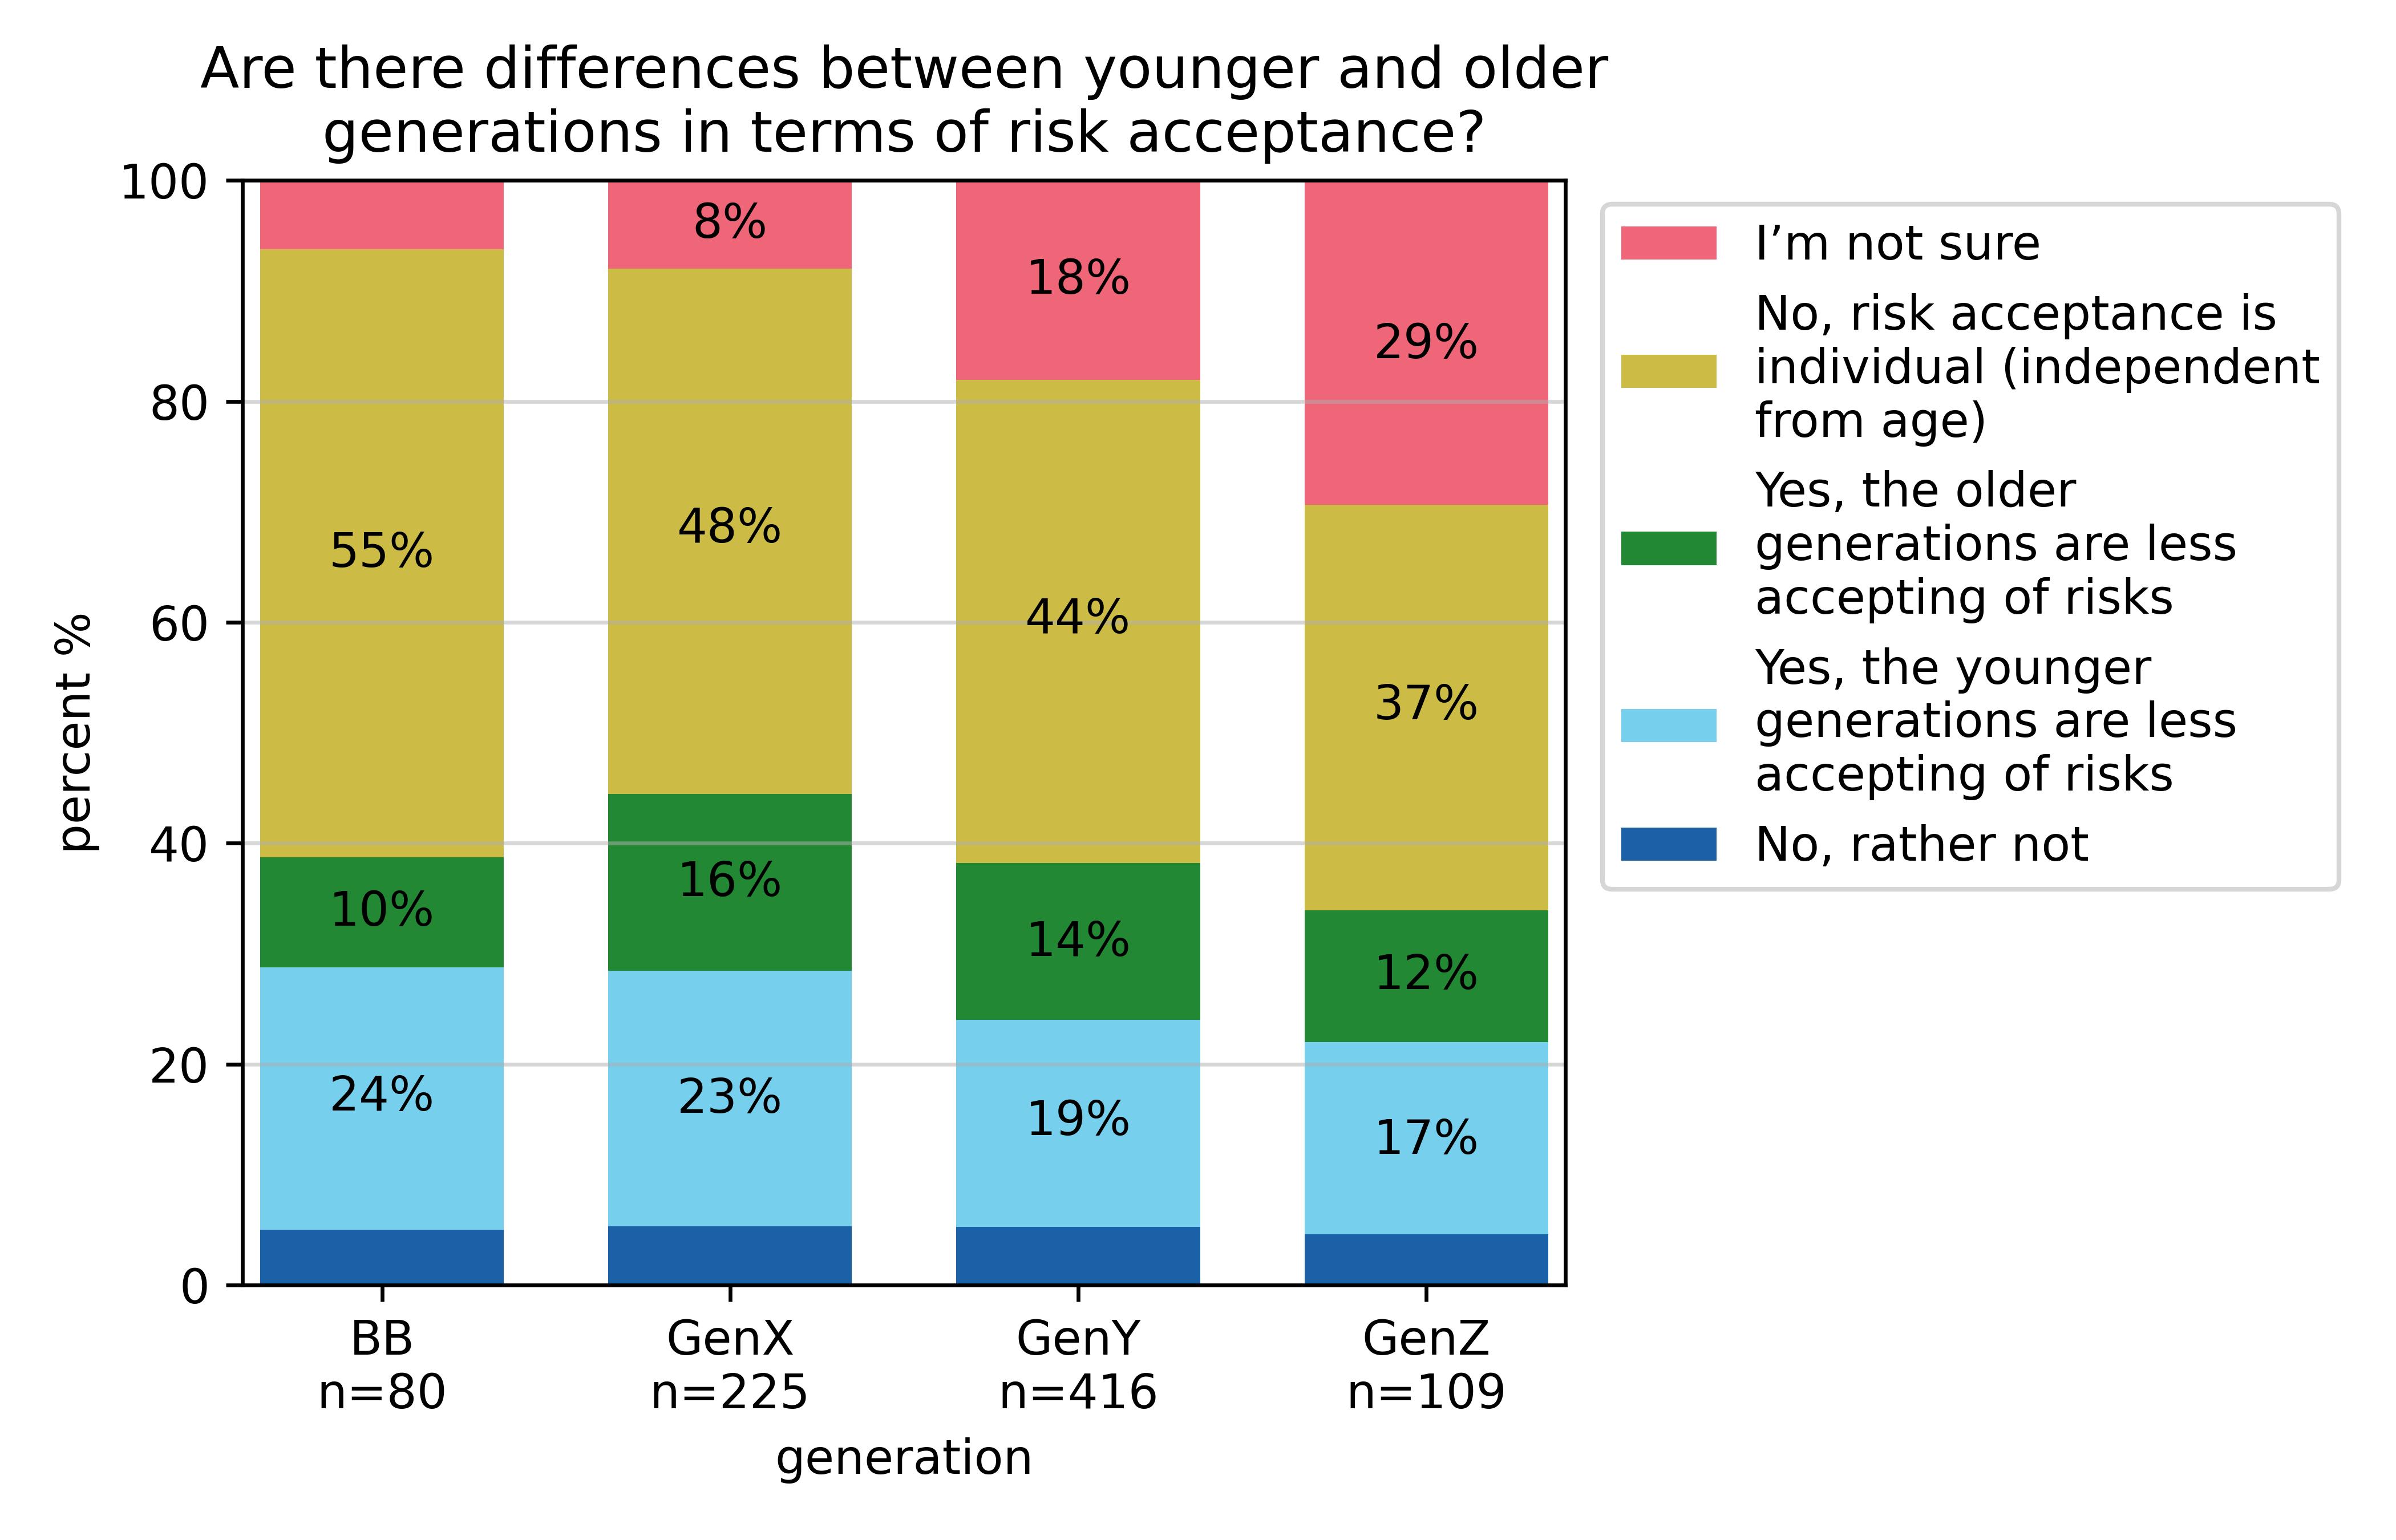 Are there differences between younger and older
generations in terms of risk acceptance?
percent %
100
80
60
40
20
0
8%
18%
29%
55%
48%
44%
37%
10%
16%
14%
12%
24%
23%
19%
17%
BB
n=80
GenX
n=225
GenY
n=416
GenZ
n=109
generation
I’m not sure
No, risk acceptance is
individual (independent
from age)
Yes, the older
generations are less
accepting of risks
Yes, the younger
generations are less
accepting of risks
No, rather not